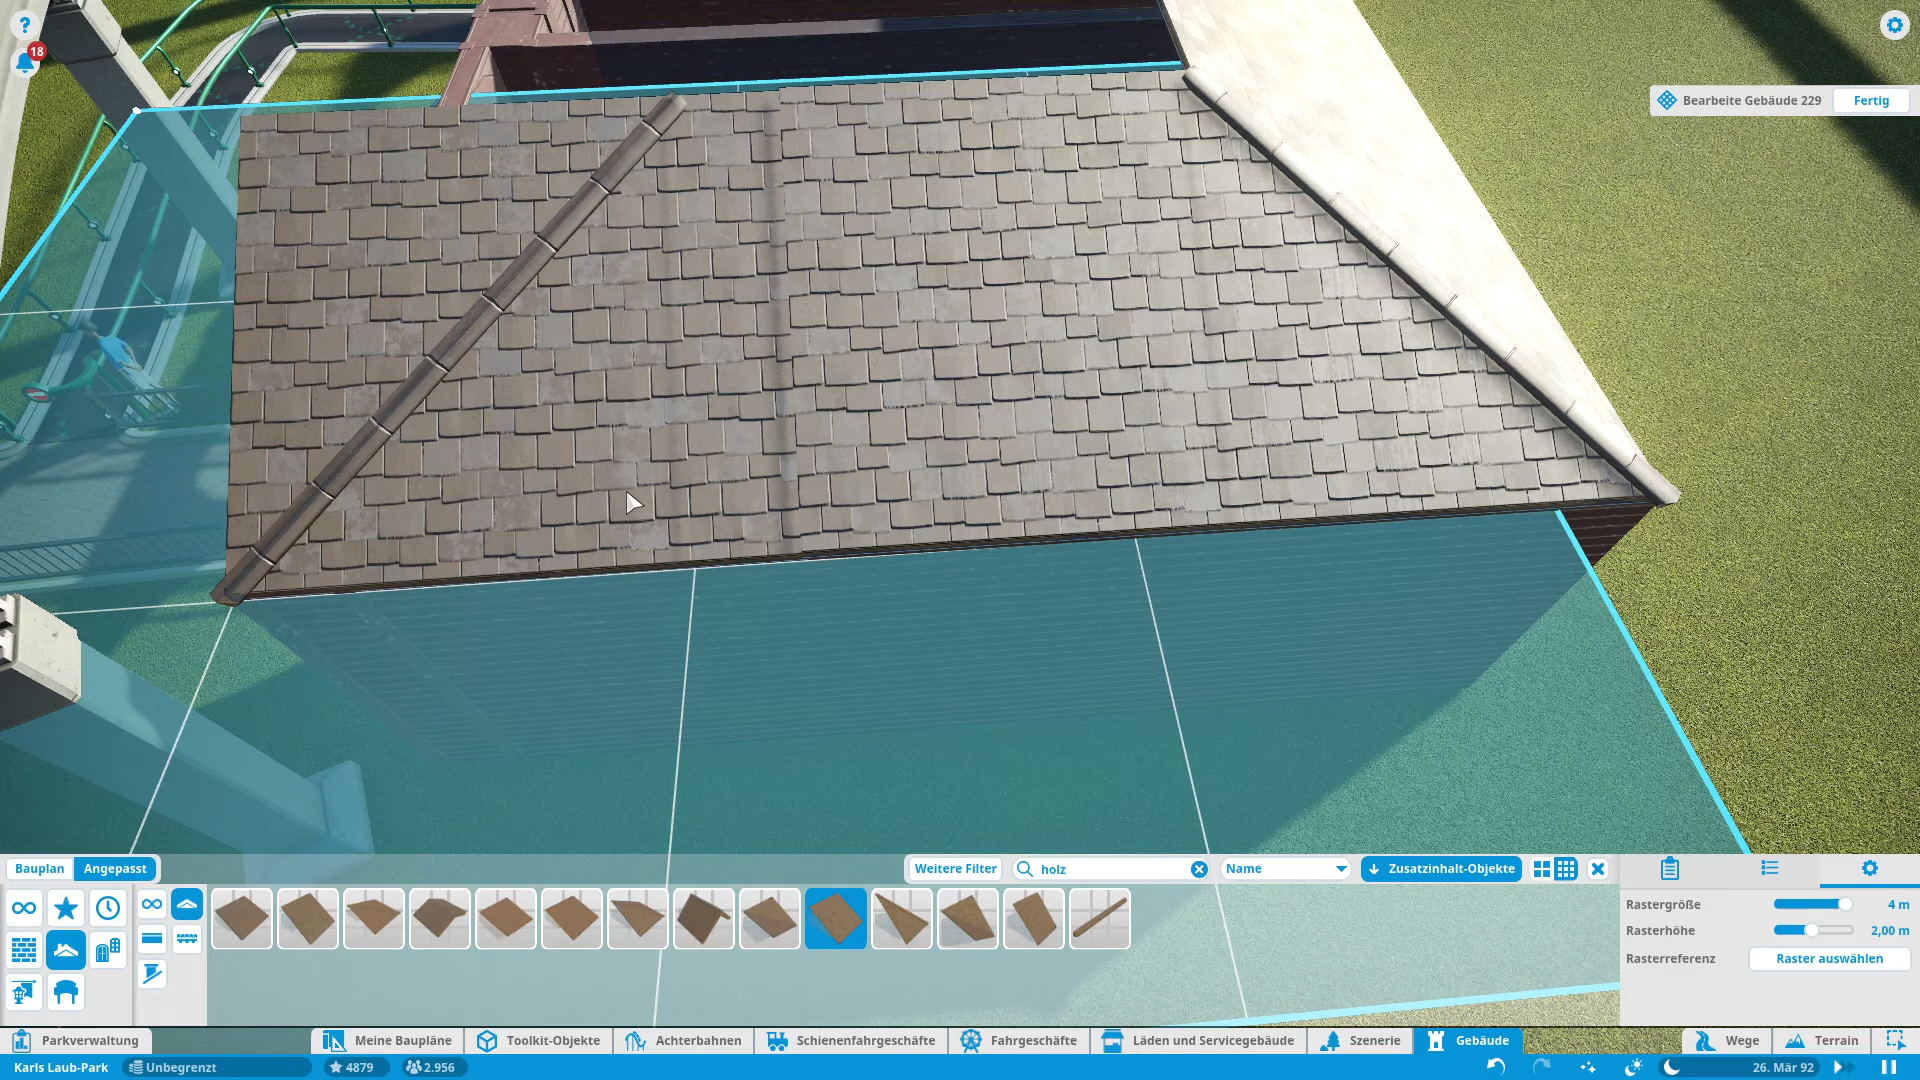 ?
18
Bearbeite Gebäude 229
Fertig
Bauplan
Angepasst
Weitere Filter
holz
Name
Zusatzinhalt-Objekte
Rastergröße
4 m
Rasterhöhe
2,00 m
Rasterreferenz
Raster auswählen
Parkverwaltung
Meine Baupläne
Toolkit-Objekte
Achterbahnen
Schienenfahrgeschäfte
Fahrgeschäfte
Läden und Servicegebäude
Szenerie
Gebäude
Wege
Terrain
Karls Laub-Park
Unbegrenzt
4879
2.956
26. Mär 92